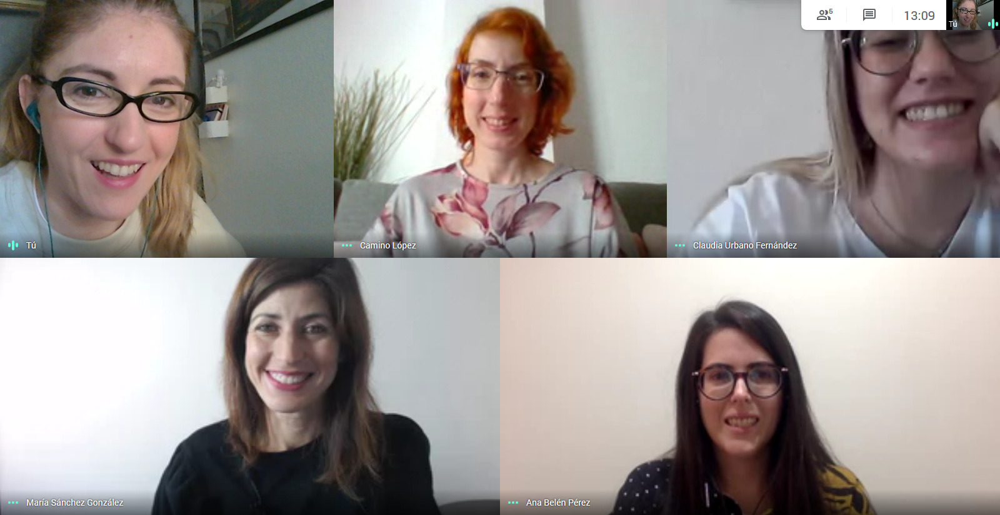 5
13:09
Tú
Tú
Camino López
Claudia Urbano Fernández
María Sánchez González
Ana Belén Pérez